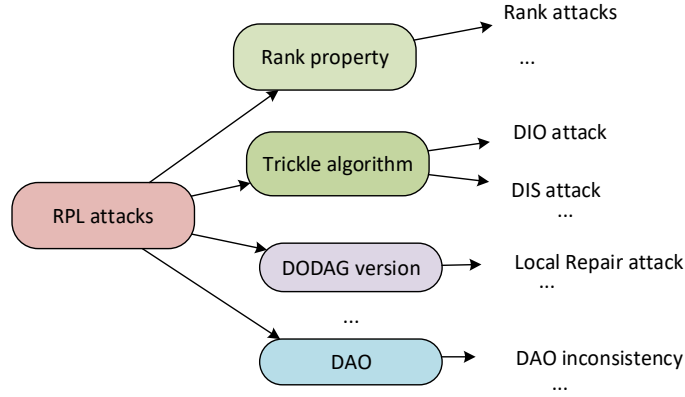 Rank attacks
Rank property
...
DIO attack
Trickle algorithm
DIS attack
...
RPL attacks
DODAG version
Local Repair attack
...
...
DAO
DAO inconsistency
...